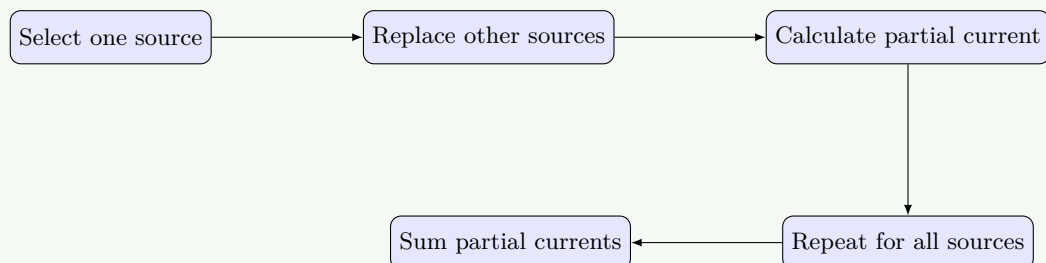 Select one source
Replace other sources
Calculate partial current
Repeat for all sources
Sum partial currents